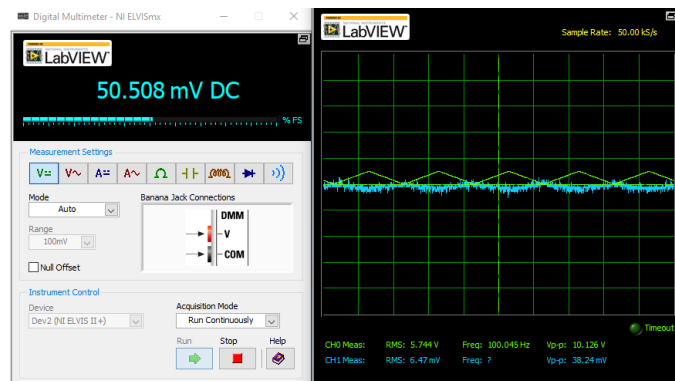 Digital Multimeter - NI ELVISmx
LabVIEW
50.508 mV DC
% FS
Measurement Settings
V= V~ A= A~ Ω
Mode
Auto
Banana Jack Connections
DMM
V
COM
Range
100mV
Null Offset
Instrument Control
Device
Dev2 (NI ELVIS II+)
Acquisition Mode
Run Continuously
Run Stop Help
LabVIEW
Sample Rate: 50.00 kS/s
Timeout
CH0 Meas: RMS: 5.744 V Freq: 100.045 Hz Vp-p: 10.126 V
CH1 Meas: RMS: 6.47 mV Freq: ? Vp-p: 38.24 mV